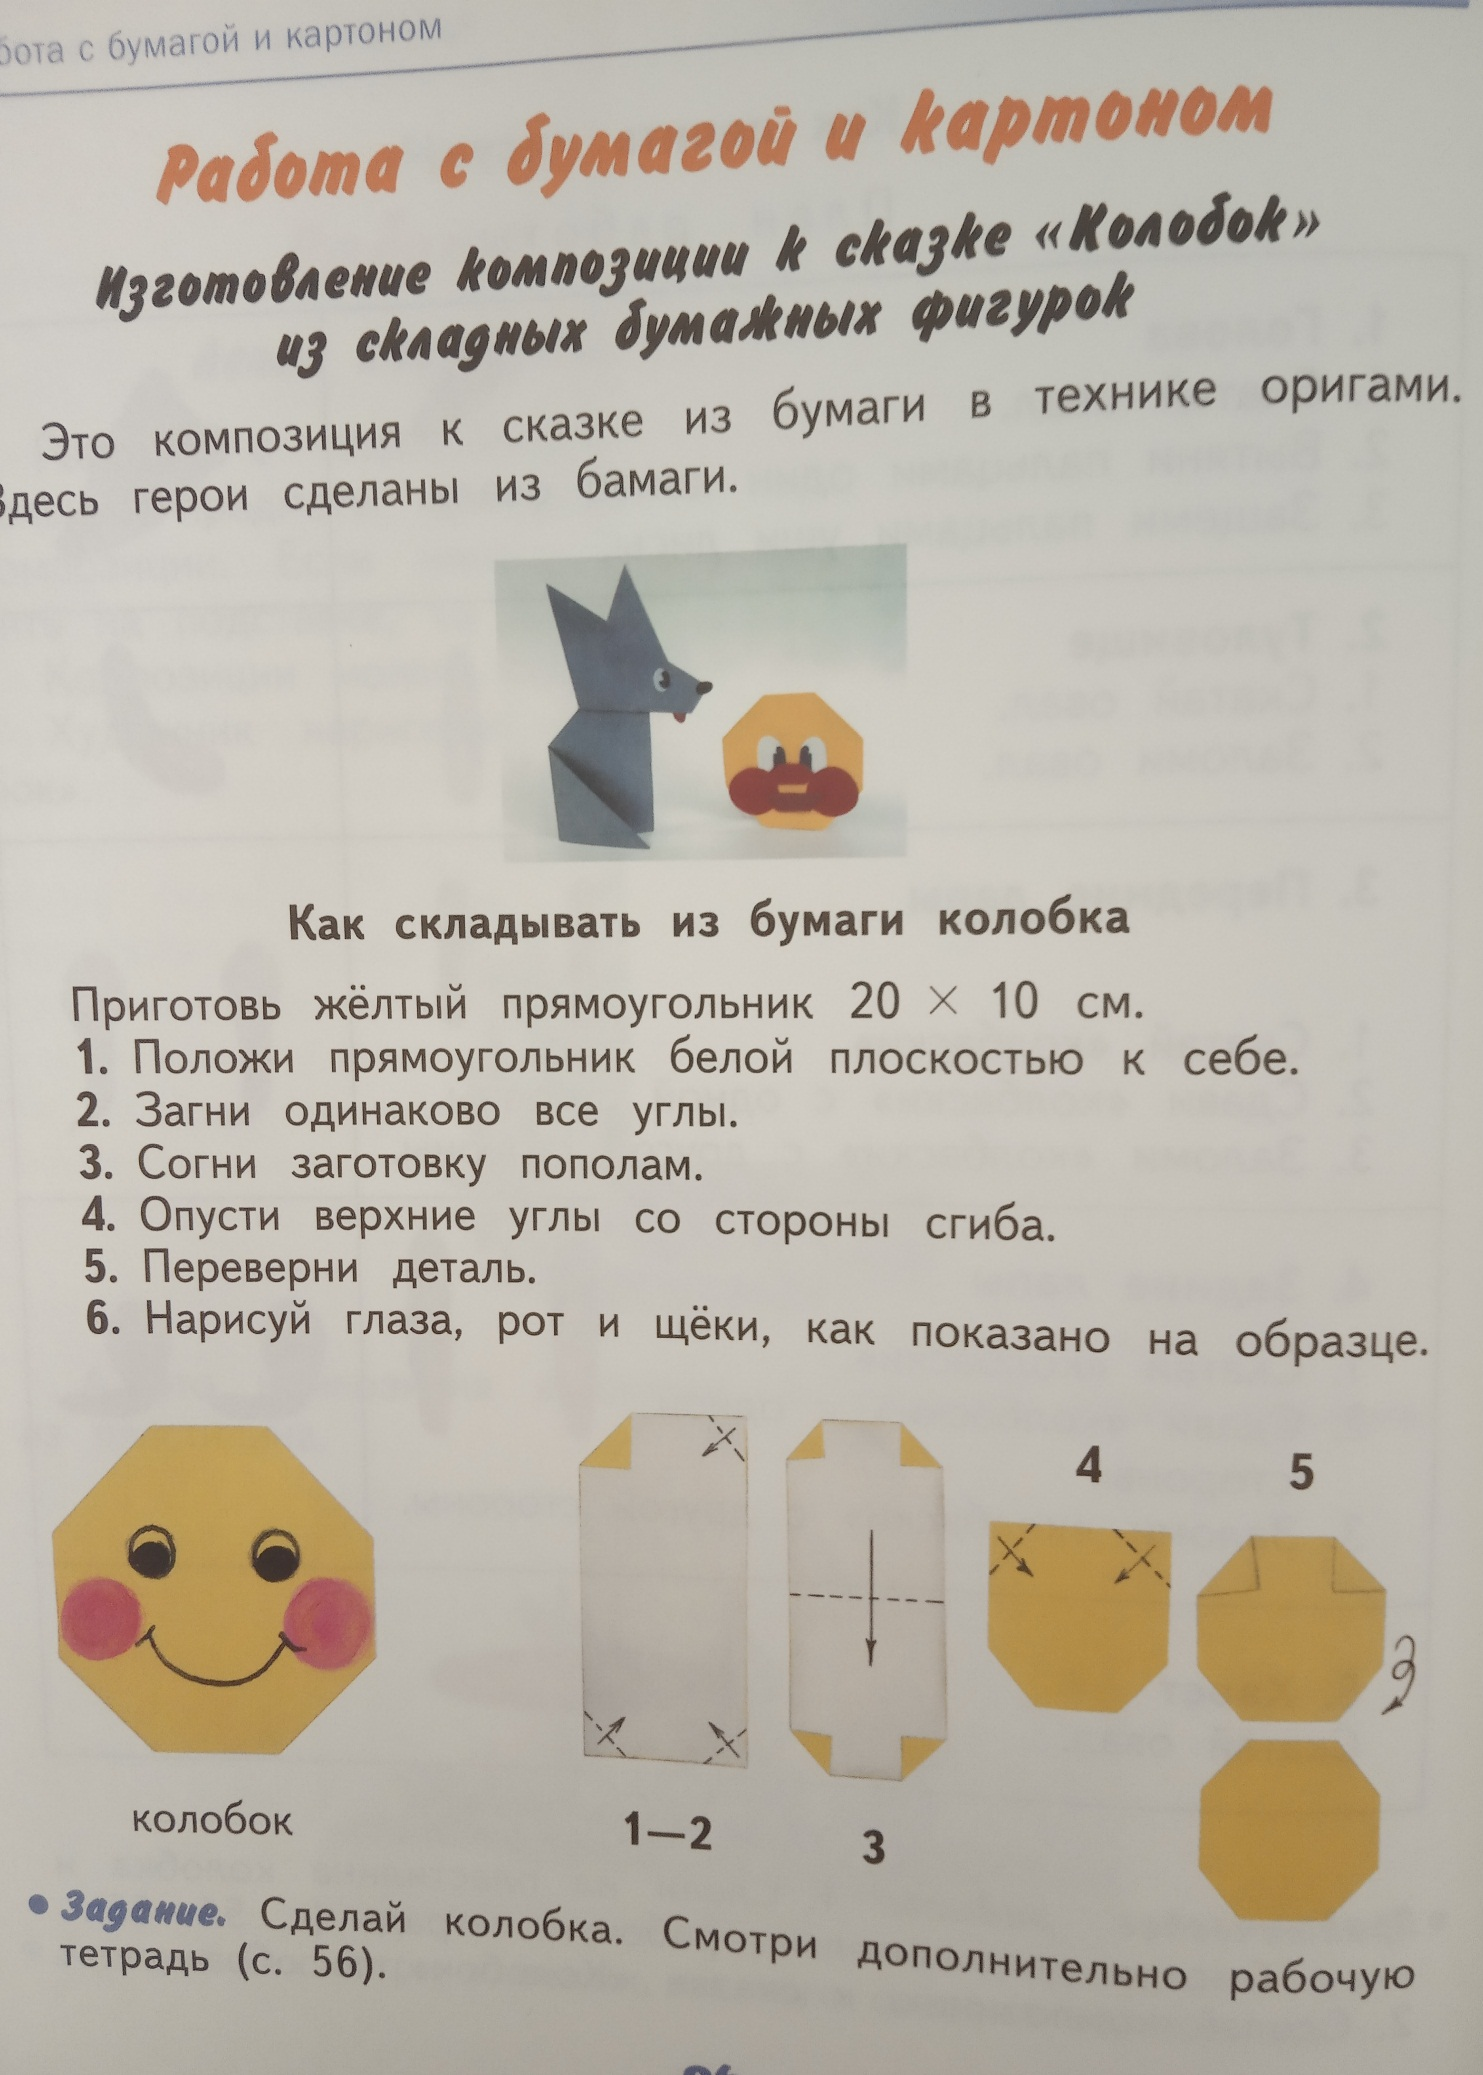 бота с бумагой и картоном
Работа с бумагой и картоном
Изготовление композиции к сказке «Колобок»
из складных бумажных фигурок
Это композиция к сказке из бумаги в технике оригами.
Здесь герои сделаны из бамаги.
Как складывать из бумаги колобка
Приготовь жёлтый прямоугольник 20 × 10 см.
1. Положи прямоугольник белой плоскостью к себе.
2. Загни одинаково все углы.
3. Согни заготовку пополам.
4. Опусти верхние углы со стороны сгиба.
5. Переверни деталь.
6. Нарисуй глаза, рот и щёки, как показано на образце.
4
5
колобок
1—2
3
• Задание. Сделай колобка. Смотри дополнительно рабочую
тетрадь (с. 56).